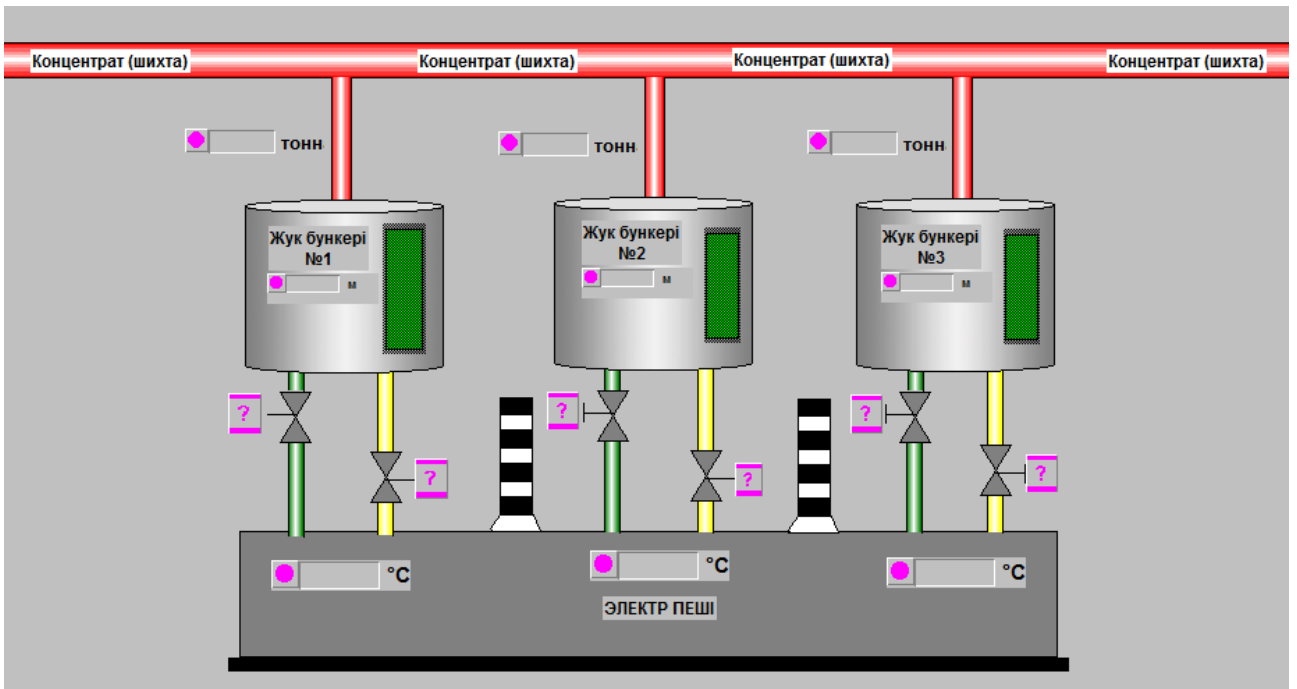 Концентрат (шихта) Концентрат (шихта) Концентрат (шихта) Концентрат (шихта)
тонн тонн тонн
Жук бункері
№1
м
Жук бункері
№2
м
Жук бункері
№3
м
? ? ?
? ? ?
°C °C °C
ЭЛЕКТР ПЕШІ